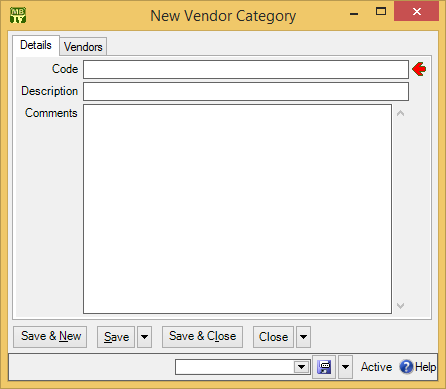 MB
New Vendor Category
Details Vendors
Code
Description
Comments
Save & New Save Save & Close Close
Active Help